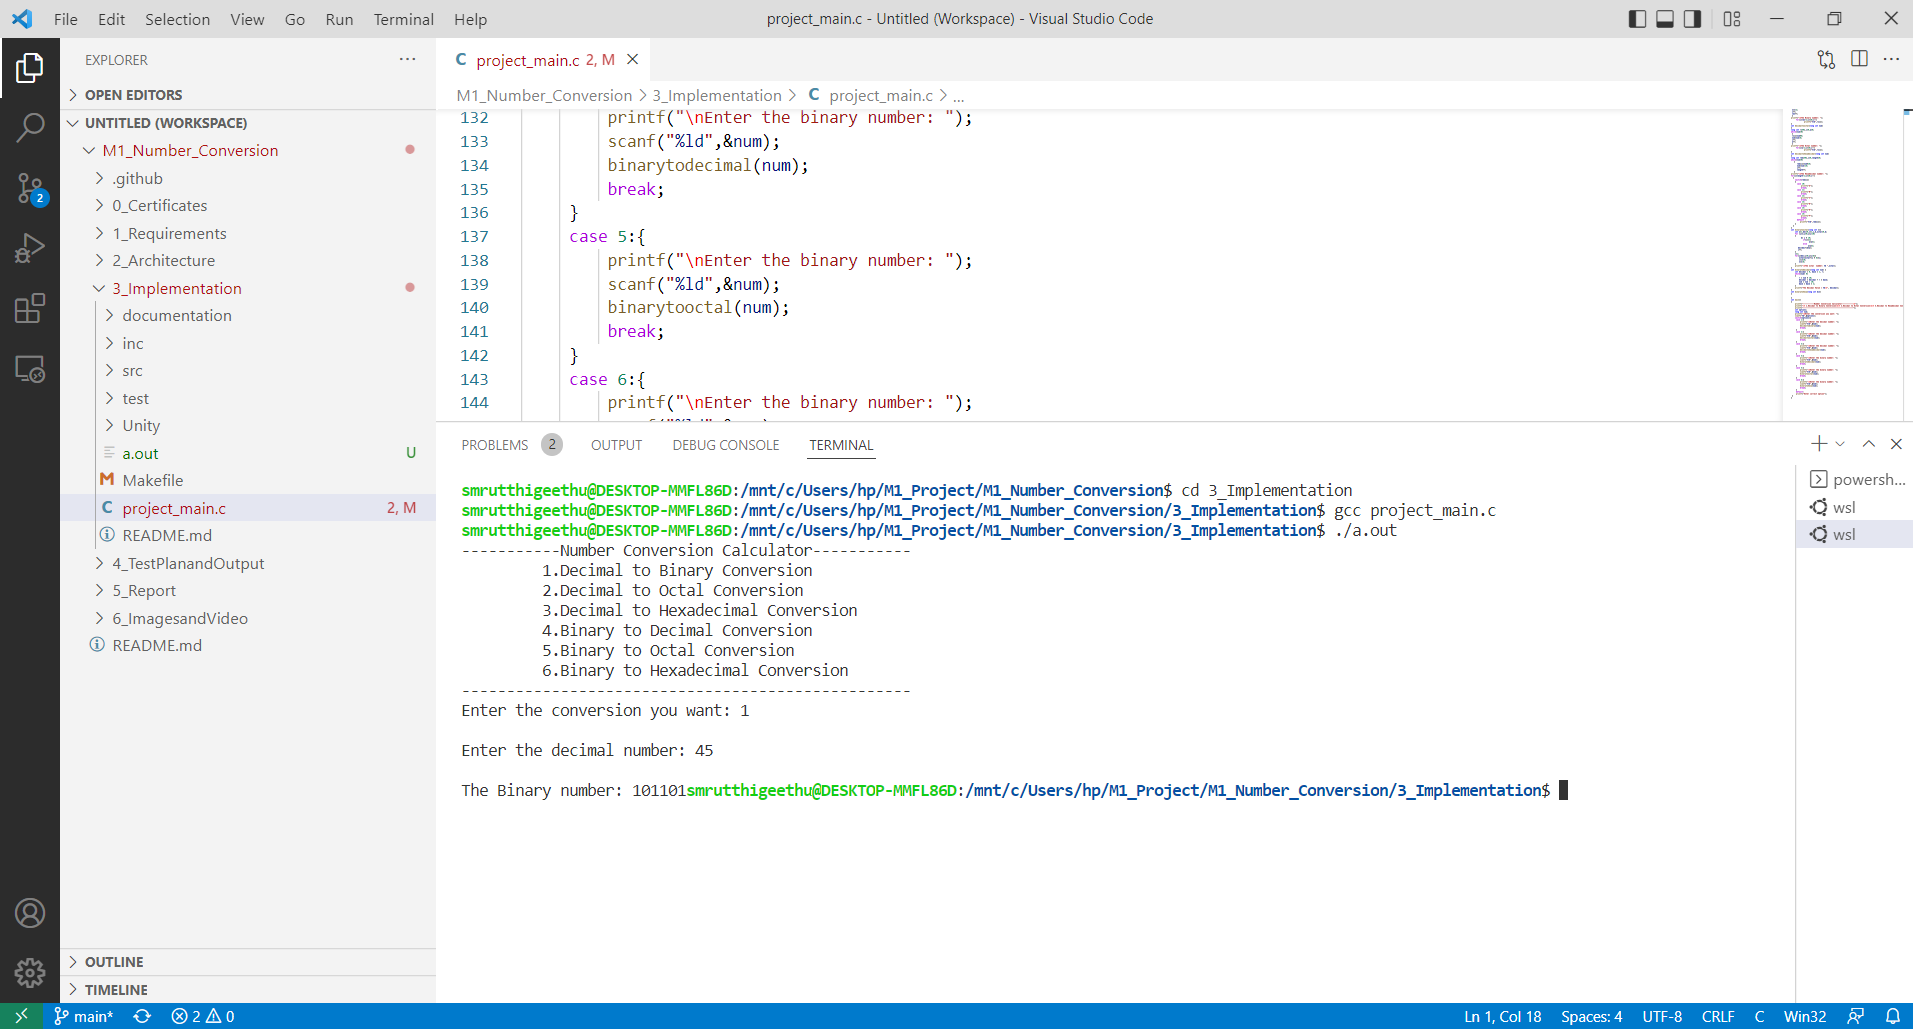 File Edit Selection View Go Run Terminal Help
project_main.c - Untitled (Workspace) - Visual Studio Code
EXPLORER
OPEN EDITORS
UNTITLED (WORKSPACE)
M1_Number_Conversion
.github
0_Certificates
1_Requirements
2_Architecture
3_Implementation
documentation
inc
src
test
Unity
a.out U
Makefile
C project_main.c 2, M
README.md
4_TestPlanandOutput
5_Report
6_ImagesandVideo
README.md
OUTLINE
TIMELINE
2
C project_main.c 2, M
M1_Number_Conversion > 3_Implementation > C project_main.c > ...
132 printf("\nEnter the binary number: ");
133 scanf("%ld",&num);
134 binarytodecimal(num);
135 break;
136 }
137 case 5:{
138 printf("\nEnter the binary number: ");
139 scanf("%ld",&num);
140 binarytooctal(num);
141 break;
142 }
143 case 6:{
144 printf("\nEnter the binary number: ");
PROBLEMS 2 OUTPUT DEBUG CONSOLE TERMINAL
smrutthigeethu@DESKTOP-MMFL86D:/mnt/c/Users/hp/M1_Project/M1_Number_Conversion$ cd 3_Implementation
smrutthigeethu@DESKTOP-MMFL86D:/mnt/c/Users/hp/M1_Project/M1_Number_Conversion/3_Implementation$ gcc project_main.c
smrutthigeethu@DESKTOP-MMFL86D:/mnt/c/Users/hp/M1_Project/M1_Number_Conversion/3_Implementation$ ./a.out
-----------Number Conversion Calculator-----------
1.Decimal to Binary Conversion
2.Decimal to Octal Conversion
3.Decimal to Hexadecimal Conversion
4.Binary to Decimal Conversion
5.Binary to Octal Conversion
6.Binary to Hexadecimal Conversion
--------------------------------------------------
Enter the conversion you want: 1
Enter the decimal number: 45
The Binary number: 101101smrutthigeethu@DESKTOP-MMFL86D:/mnt/c/Users/hp/M1_Project/M1_Number_Conversion/3_Implementation$
powersh...
wsl
wsl
main* 2 0
Ln 1, Col 18 Spaces: 4 UTF-8 CRLF C Win32